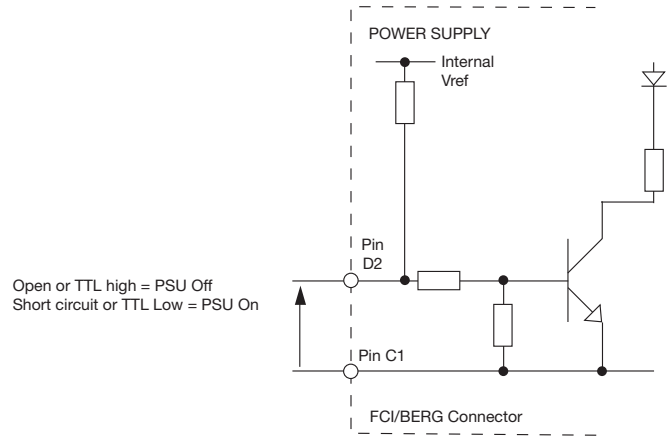 POWER SUPPLY
Internal
Vref
Pin
D2
Open or TTL high = PSU Off
Short circuit or TTL Low = PSU On
Pin C1
FCI/BERG Connector